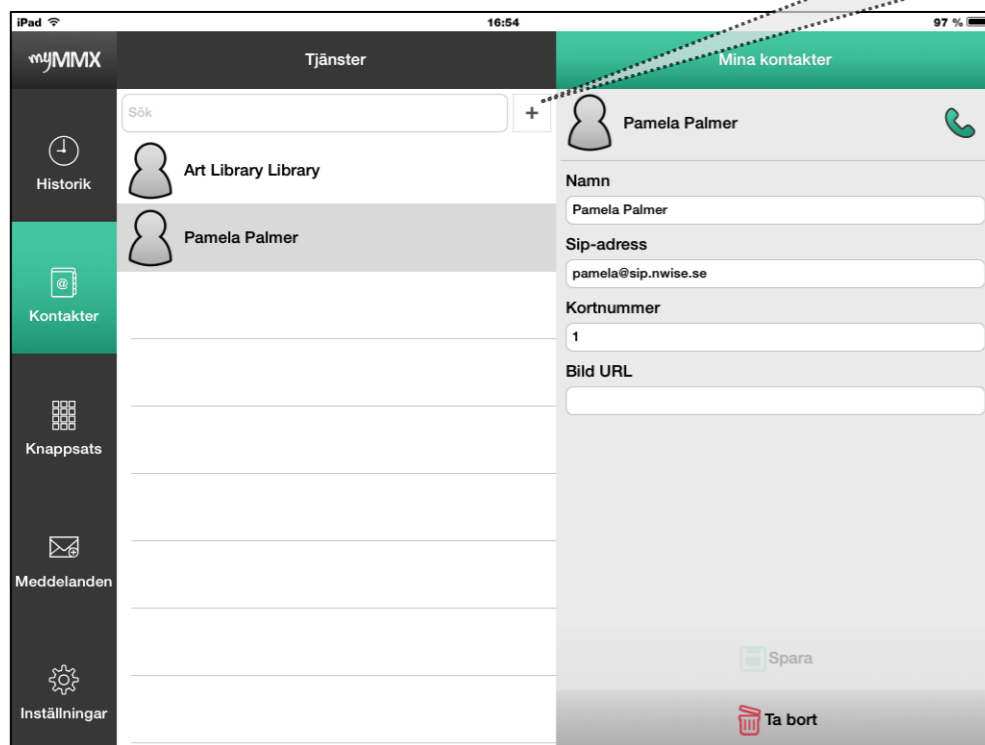 iPad 16:54 97 %
myMMX
Tjänster
Mina kontakter
Historik
Kontakter
Knappsats
Meddelanden
Inställningar
Sök
+
Art Library Library
Pamela Palmer
Pamela Palmer
Namn
Pamela Palmer
Sip-adress
pamela@sip.nwise.se
Kortnummer
1
Bild URL
Spara
Ta bort